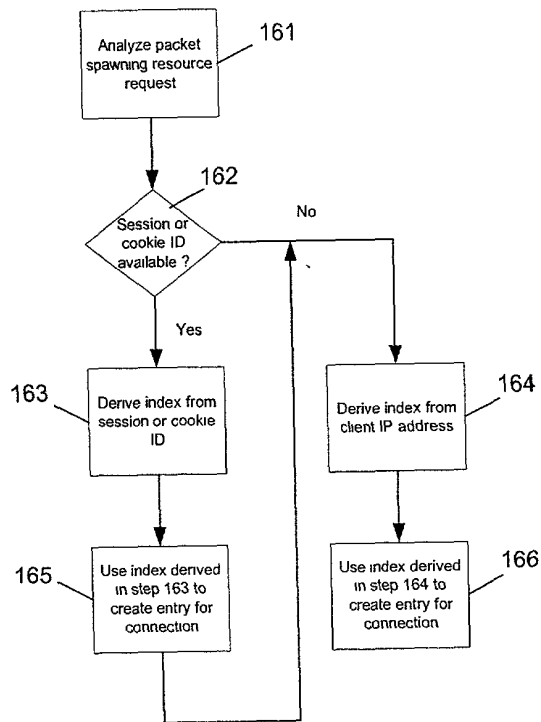 161
Analyze packet
spawning resource
request
162
Session or
cookie ID
available ?
No
Yes
163
Derive index from
session or cookie
ID
164
Derive index from
client IP address
165
Use index derived
in step 163 to
create entry for
connection
166
Use index derived
in step 164 to
create entry for
connection